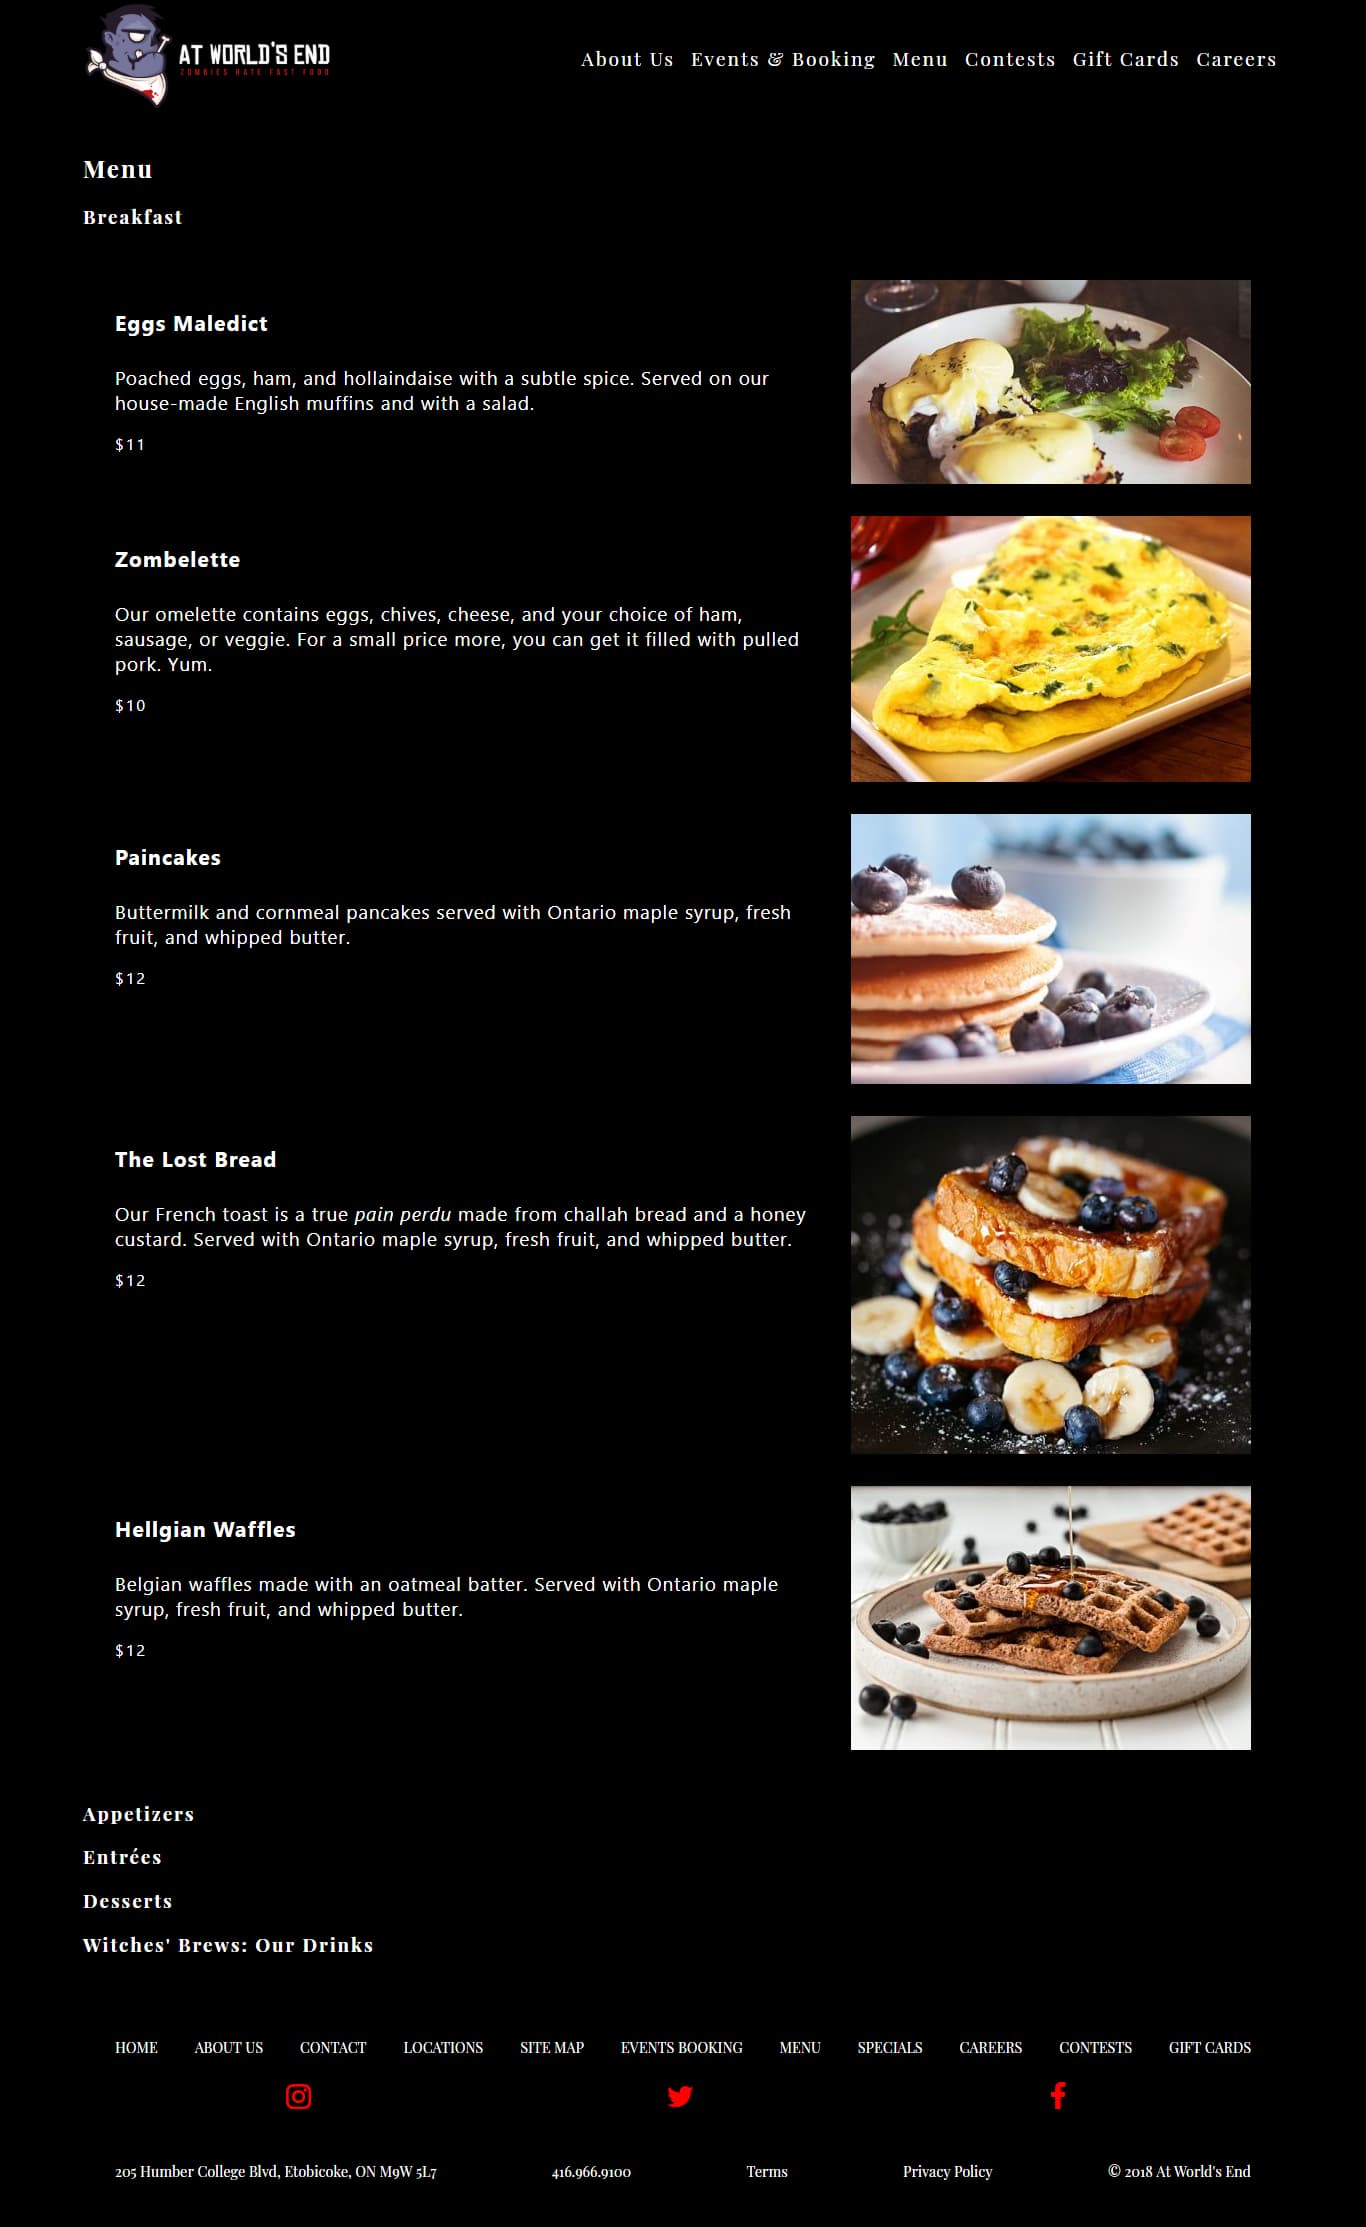 AT WORLD'S END
ZOMBIES HATE FAST FOOD
About Us Events & Booking Menu Contests Gift Cards Careers
Menu
Breakfast
Eggs Maledict
Poached eggs, ham, and hollaindaise with a subtle spice. Served on our
house-made English muffins and with a salad.
$11
Zombelette
Our omelette contains eggs, chives, cheese, and your choice of ham,
sausage, or veggie. For a small price more, you can get it filled with pulled
pork. Yum.
$10
Paincakes
Buttermilk and cornmeal pancakes served with Ontario maple syrup, fresh
fruit, and whipped butter.
$12
The Lost Bread
Our French toast is a true pain perdu made from challah bread and a honey
custard. Served with Ontario maple syrup, fresh fruit, and whipped butter.
$12
Hellgian Waffles
Belgian waffles made with an oatmeal batter. Served with Ontario maple
syrup, fresh fruit, and whipped butter.
$12
Appetizers
Entrées
Desserts
Witches' Brews: Our Drinks
HOME ABOUT US CONTACT LOCATIONS SITE MAP EVENTS BOOKING MENU SPECIALS CAREERS CONTESTS GIFT CARDS
205 Humber College Blvd, Etobicoke, ON M9W 5L7 416.966.9100 Terms Privacy Policy © 2018 At World's End